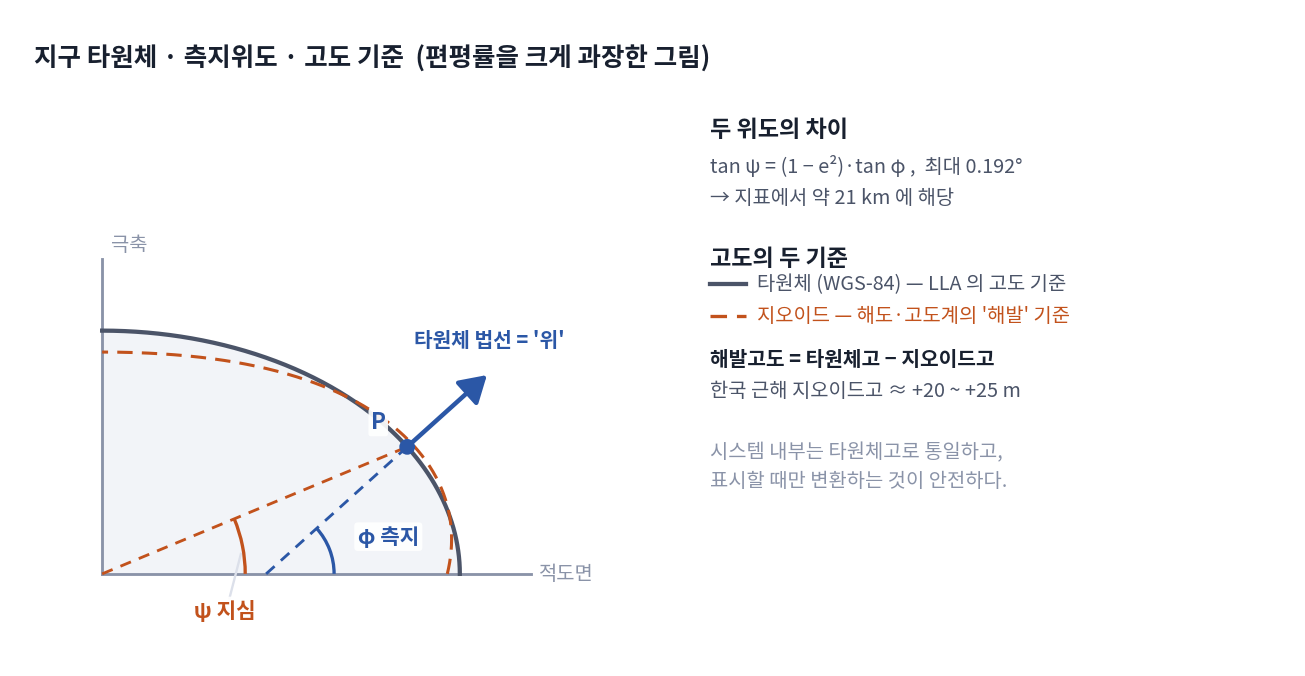 지구 타원체 · 측지위도 · 고도 기준 (편평률을 크게 과장한 그림)
극축
타원체 법선 = '위'
P
φ 측지
적도면
ψ 지심
두 위도의 차이
tan ψ = (1 − e²)·tan φ , 최대 0.192°
→ 지표에서 약 21 km 에 해당
고도의 두 기준
타원체 (WGS-84) — LLA 의 고도 기준
지오이드 — 해도·고도계의 '해발' 기준
해발고도 = 타원체고 − 지오이드고
한국 근해 지오이드고 ≈ +20 ~ +25 m
시스템 내부는 타원체고로 통일하고,
표시할 때만 변환하는 것이 안전하다.